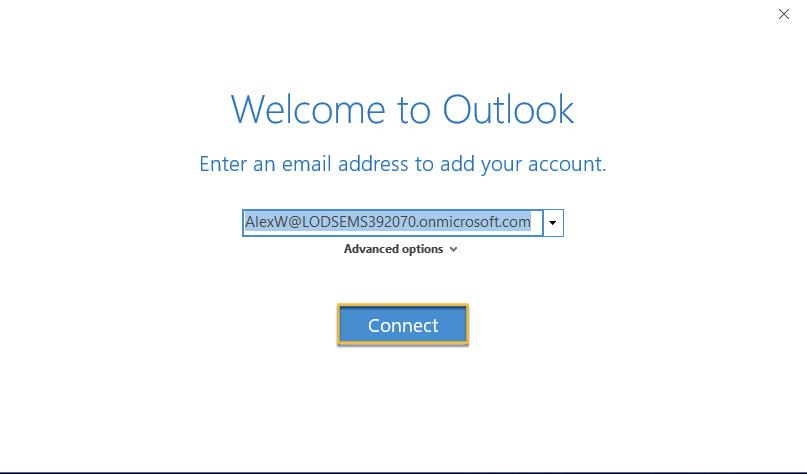 Welcome to Outlook
Enter an email address to add your account.
AlexW@LODSEMS392070.onmicrosoft.com
Advanced options
Connect